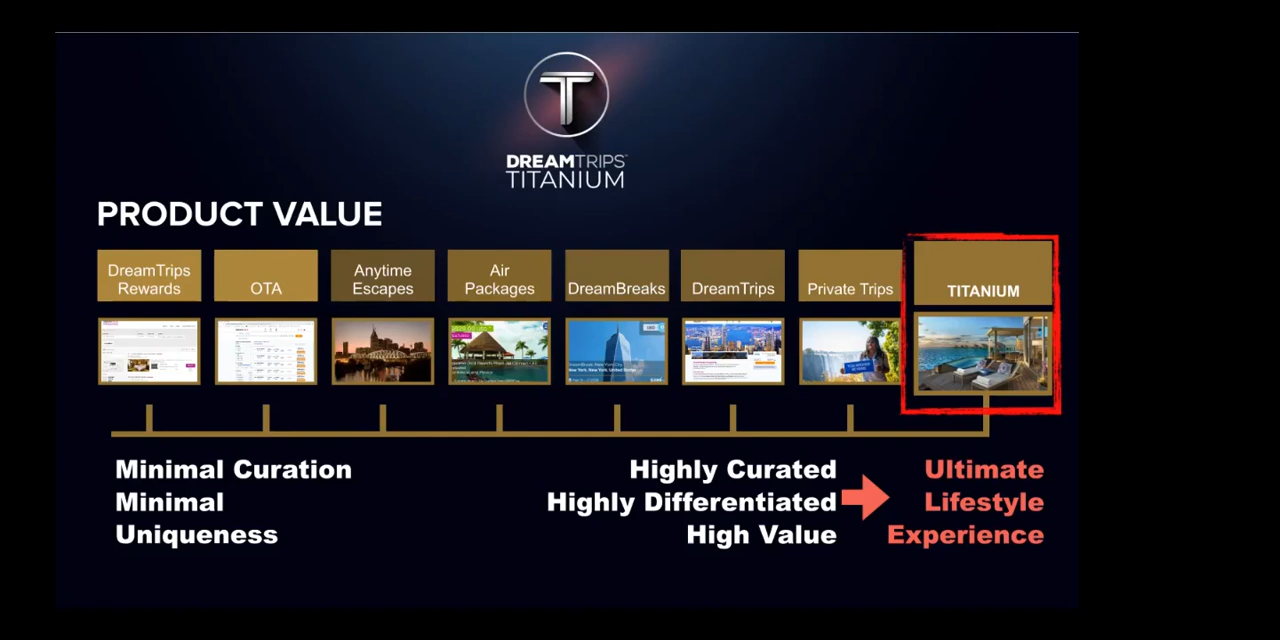 T
DREAMTRIPS™
TITANIUM
PRODUCT VALUE
DreamTrips
Rewards
OTA
Anytime
Escapes
Air
Packages
DreamBreaks
DreamTrips
Private Trips
TITANIUM
Minimal Curation
Minimal
Uniqueness
Highly Curated
Highly Differentiated
High Value
Ultimate
Lifestyle
Experience